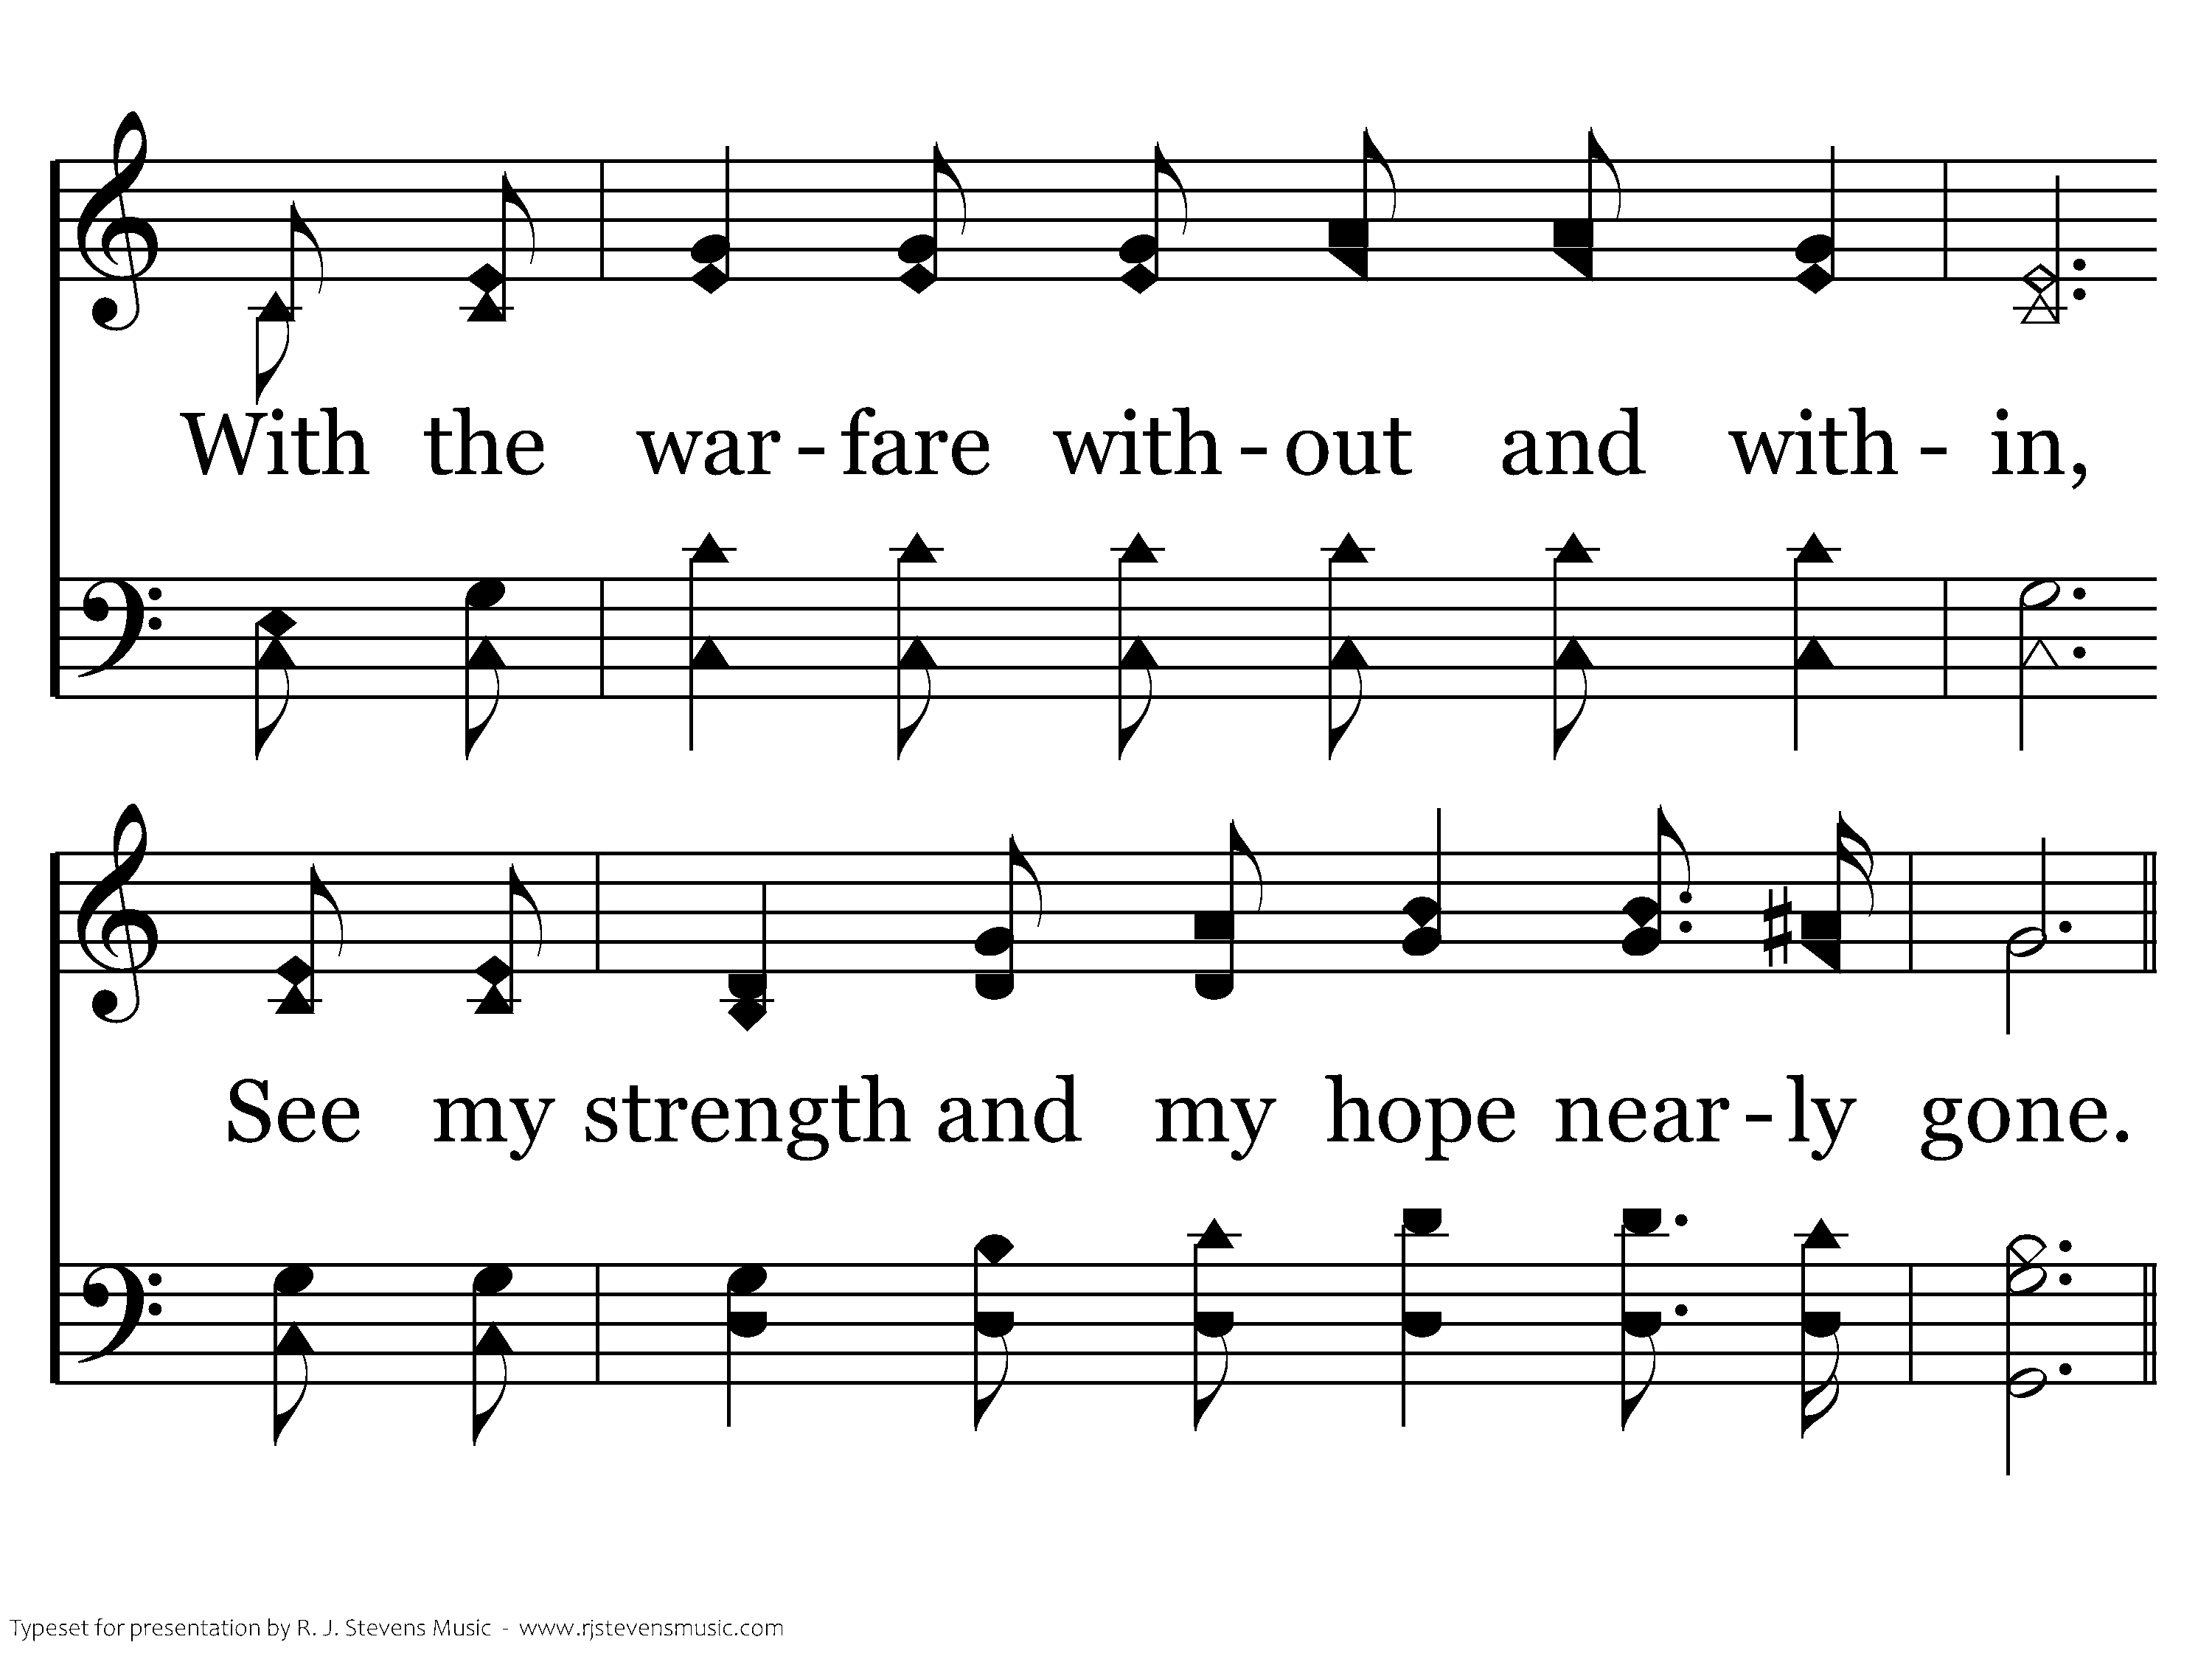 With the war - fare with - out and with - in,
See my strength and my hope near - ly gone.
Typeset for presentation by R. J. Stevens Music - www.rjstevensmusic.com